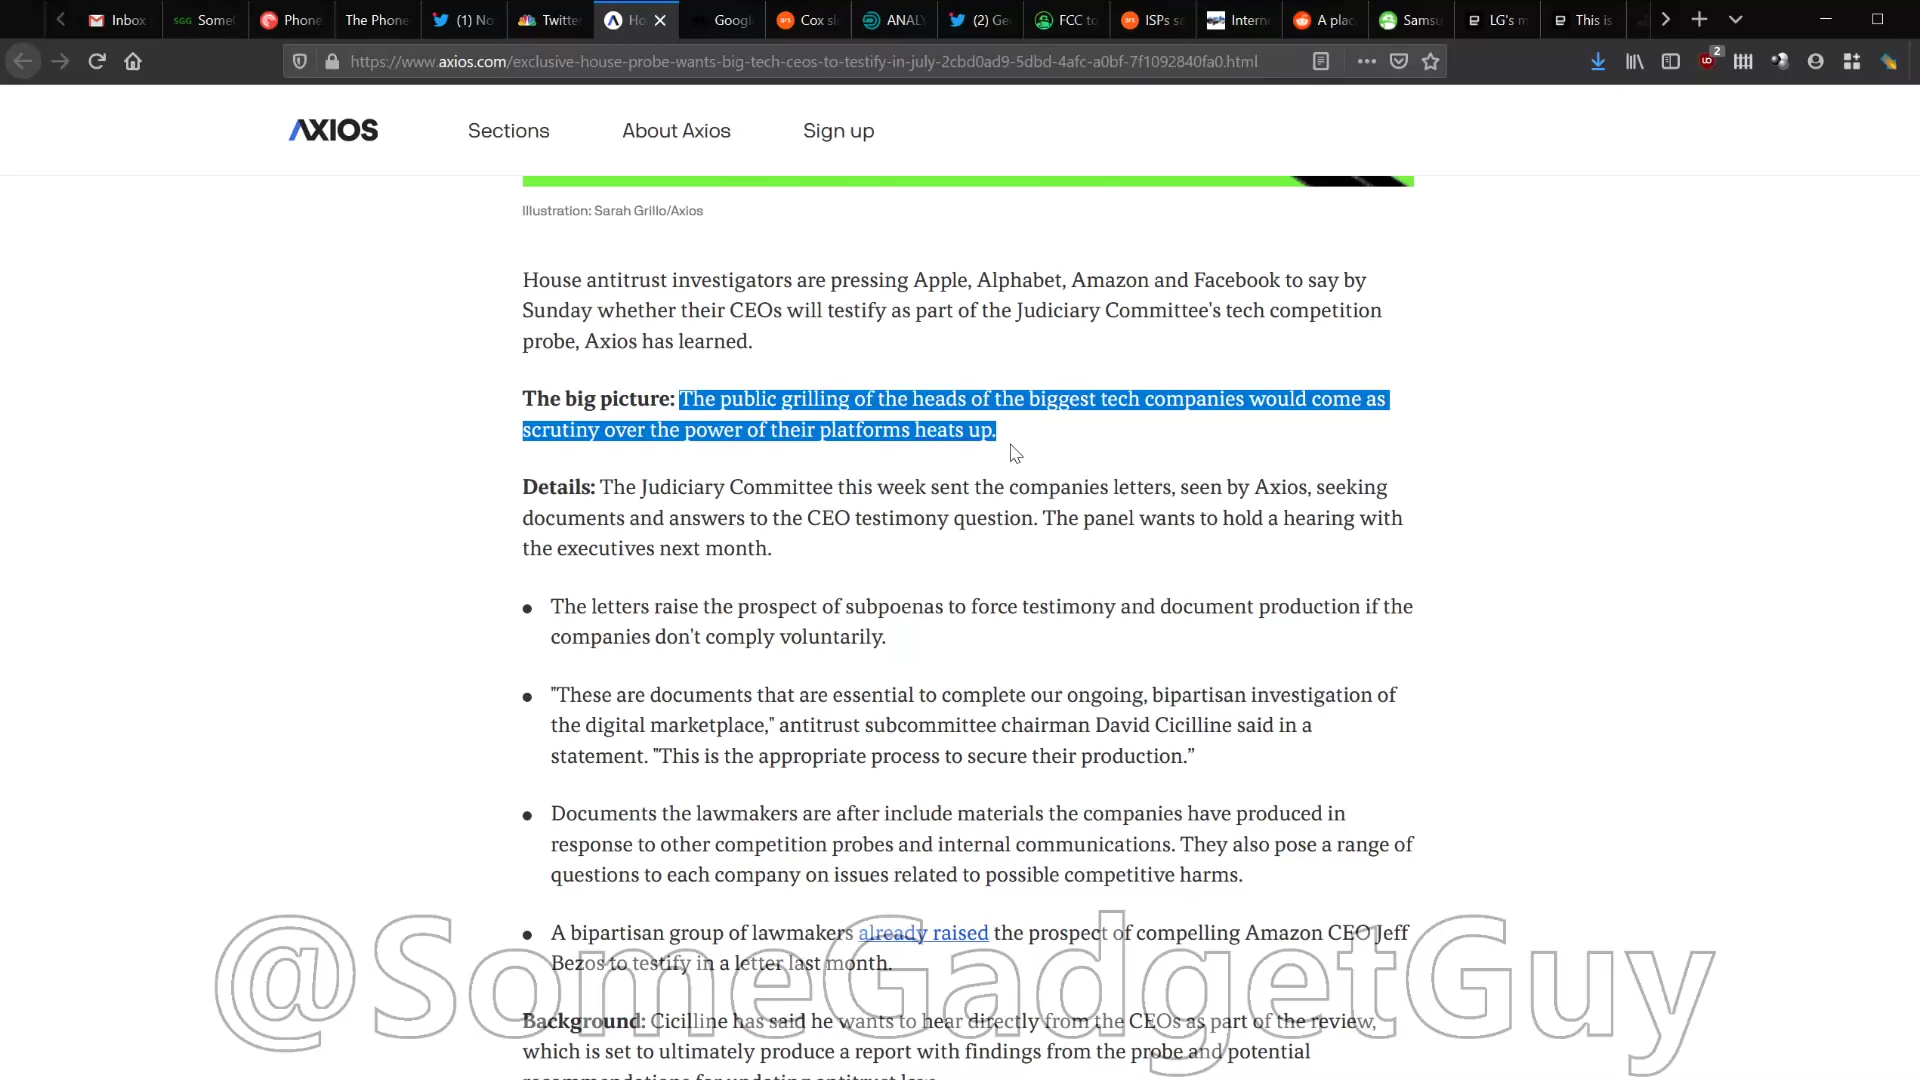 Inbox
SGG Some
Phone
The Phone
(1) No
Twitte
Ho
Googl
Cox sl
ANALY
(2) Ge
FCC to
ISPs sa
Intern
A plac
Samsu
LG's m
This is
https://www.axios.com/exclusive-house-probe-wants-big-tech-ceos-to-testify-in-july-2cbd0ad9-5dbd-4afc-a0bf-7f1092840fa0.html
2
AXIOS
Sections
About Axios
Sign up
Illustration: Sarah Grillo/Axios
House antitrust investigators are pressing Apple, Alphabet, Amazon and Facebook to say by
Sunday whether their CEOs will testify as part of the Judiciary Committee's tech competition
probe, Axios has learned.
The big picture: The public grilling of the heads of the biggest tech companies would come as
scrutiny over the power of their platforms heats up.
Details: The Judiciary Committee this week sent the companies letters, seen by Axios, seeking
documents and answers to the CEO testimony question. The panel wants to hold a hearing with
the executives next month.
The letters raise the prospect of subpoenas to force testimony and document production if the
companies don't comply voluntarily.
"These are documents that are essential to complete our ongoing, bipartisan investigation of
the digital marketplace," antitrust subcommittee chairman David Cicilline said in a
statement. "This is the appropriate process to secure their production.”
Documents the lawmakers are after include materials the companies have produced in
response to other competition probes and internal communications. They also pose a range of
questions to each company on issues related to possible competitive harms.
A bipartisan group of lawmakers already raised the prospect of compelling Amazon CEO Jeff
Bezos to testify in a letter last month.
@SomeGadgetGuy
Background: Cicilline has said he wants to hear directly from the CEOs as part of the review,
which is set to ultimately produce a report with findings from the probe and potential
recommendations for updating antitrust law.